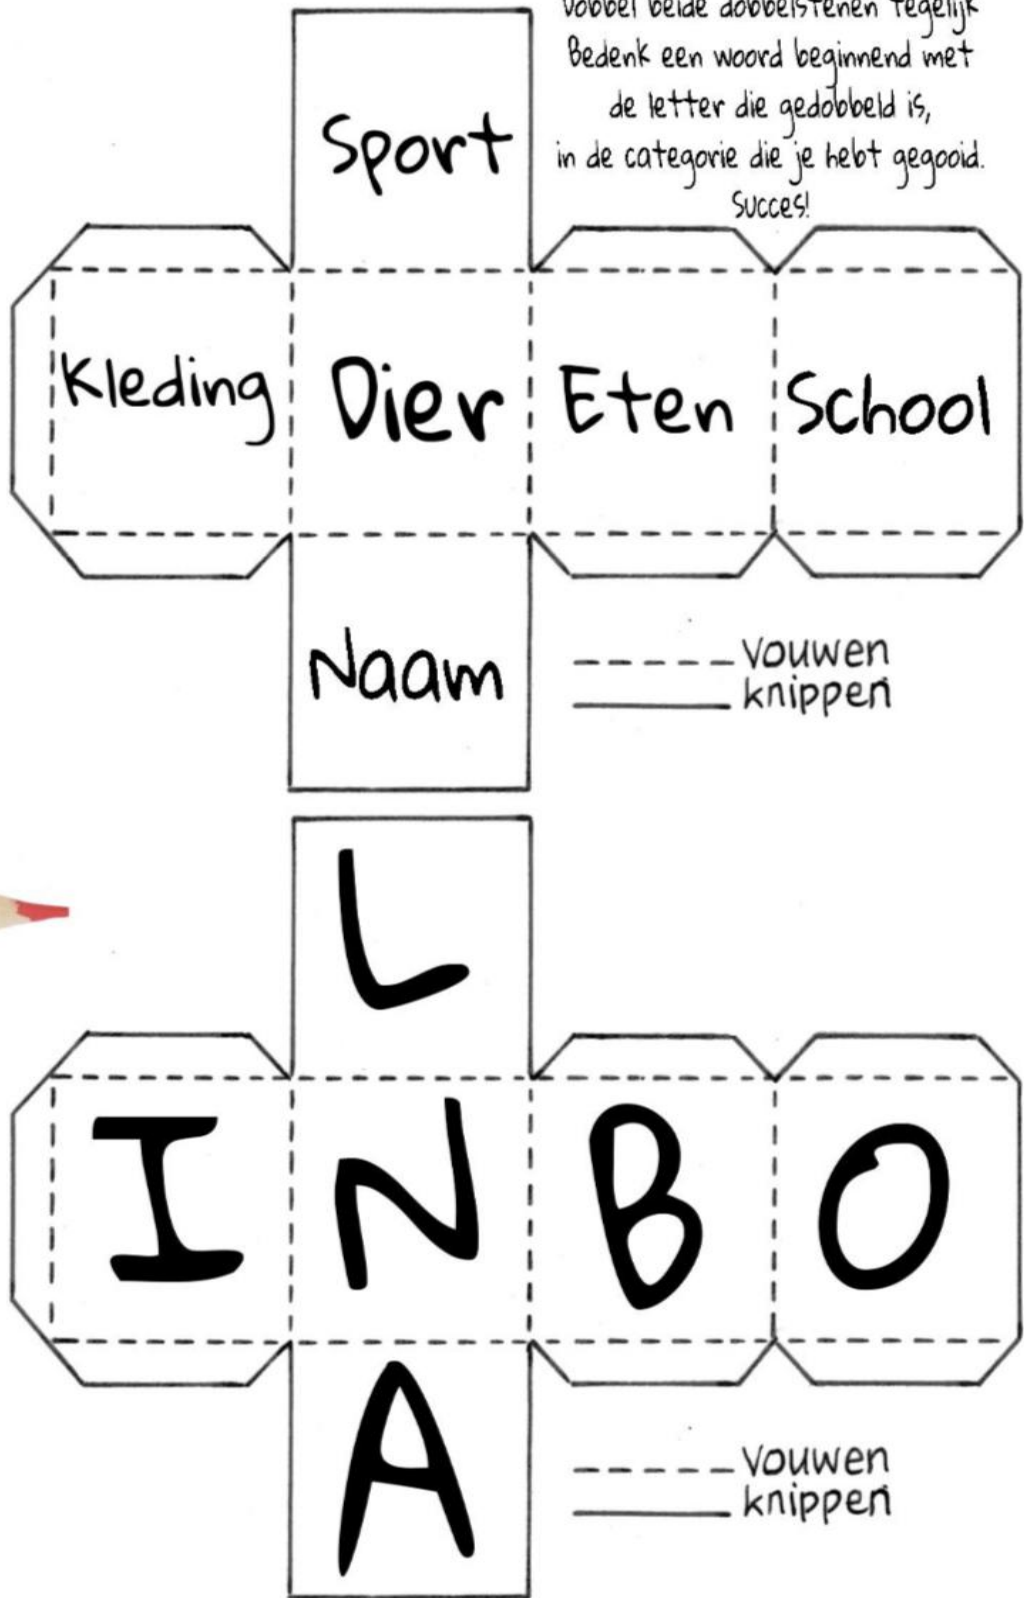 Dobbel beide dobbelstenen tegelijk
Bedenk een woord beginnend met
de letter die gedobbeld is,
in de categorie die je hebt gegooid.
Succes!
Sport
Kleding Dier Eten School
Naam
Vouwen
knippen
L
I N B O
A
Vouwen
knippen